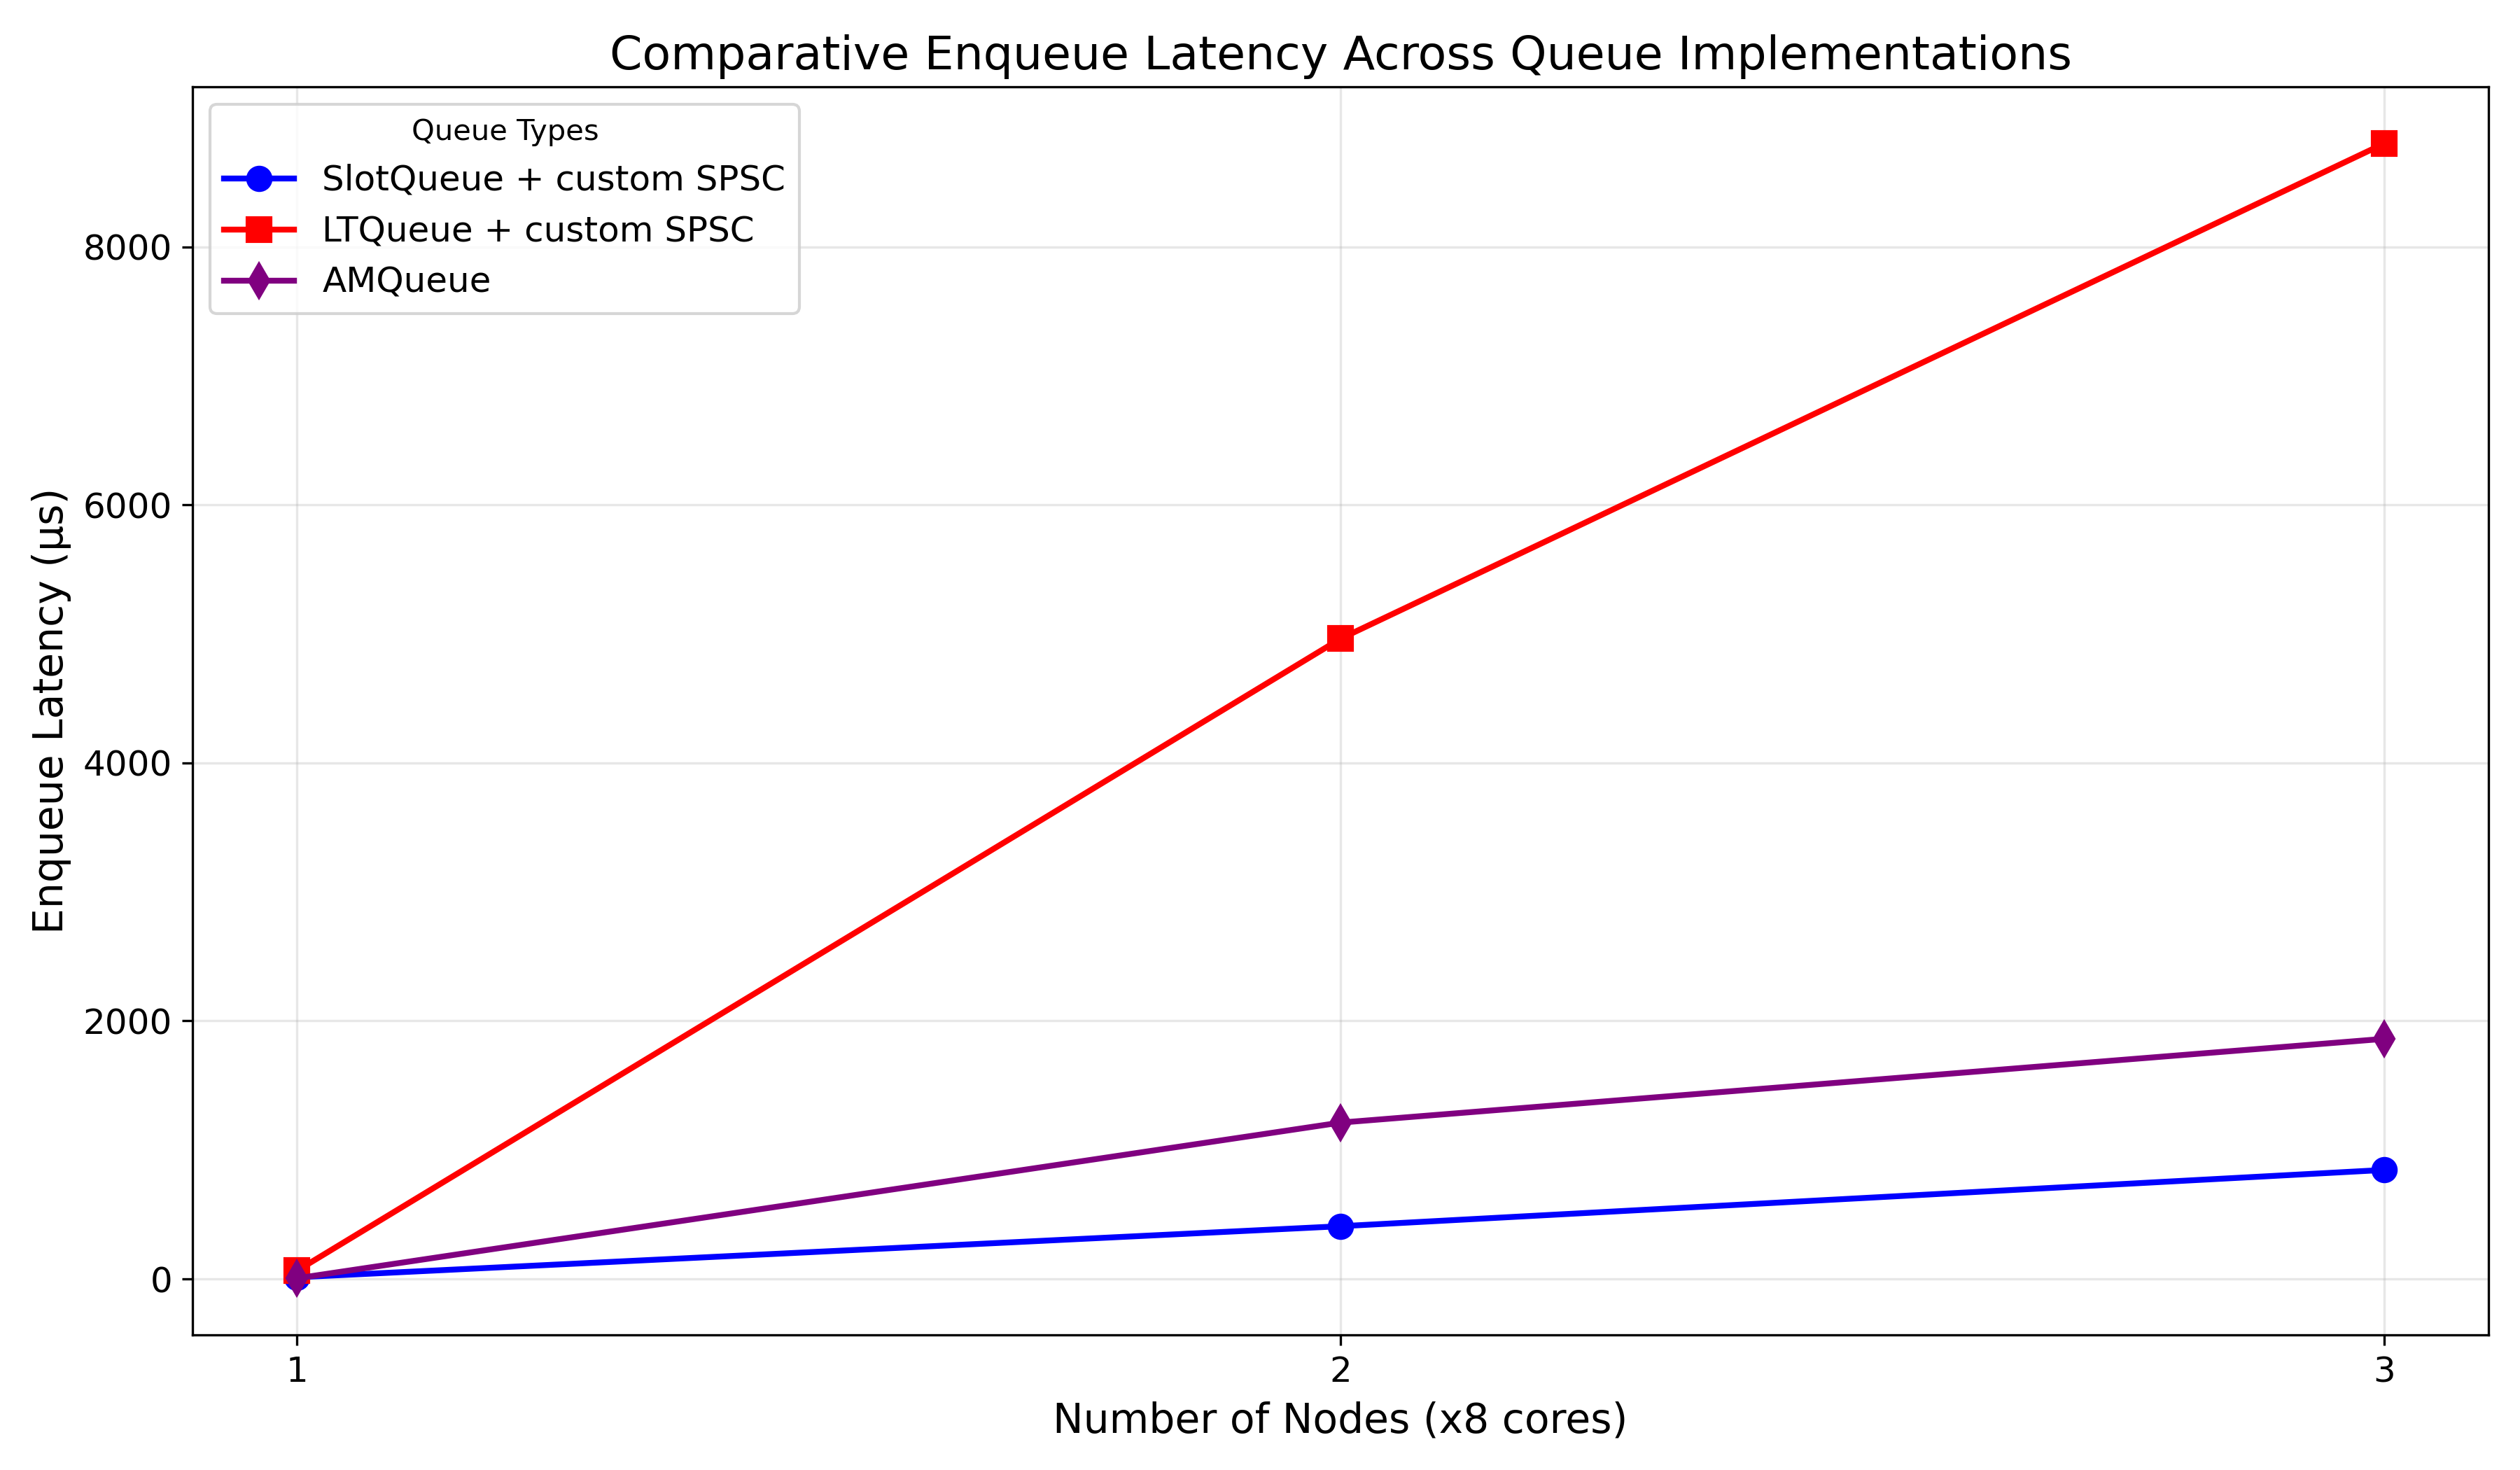 Comparative Enqueue Latency Across Queue Implementations
Queue Types
SlotQueue + custom SPSC
LTQueue + custom SPSC
AMQueue
Enqueue Latency (µs)
8000
6000
4000
2000
0
1
2
3
Number of Nodes (x8 cores)